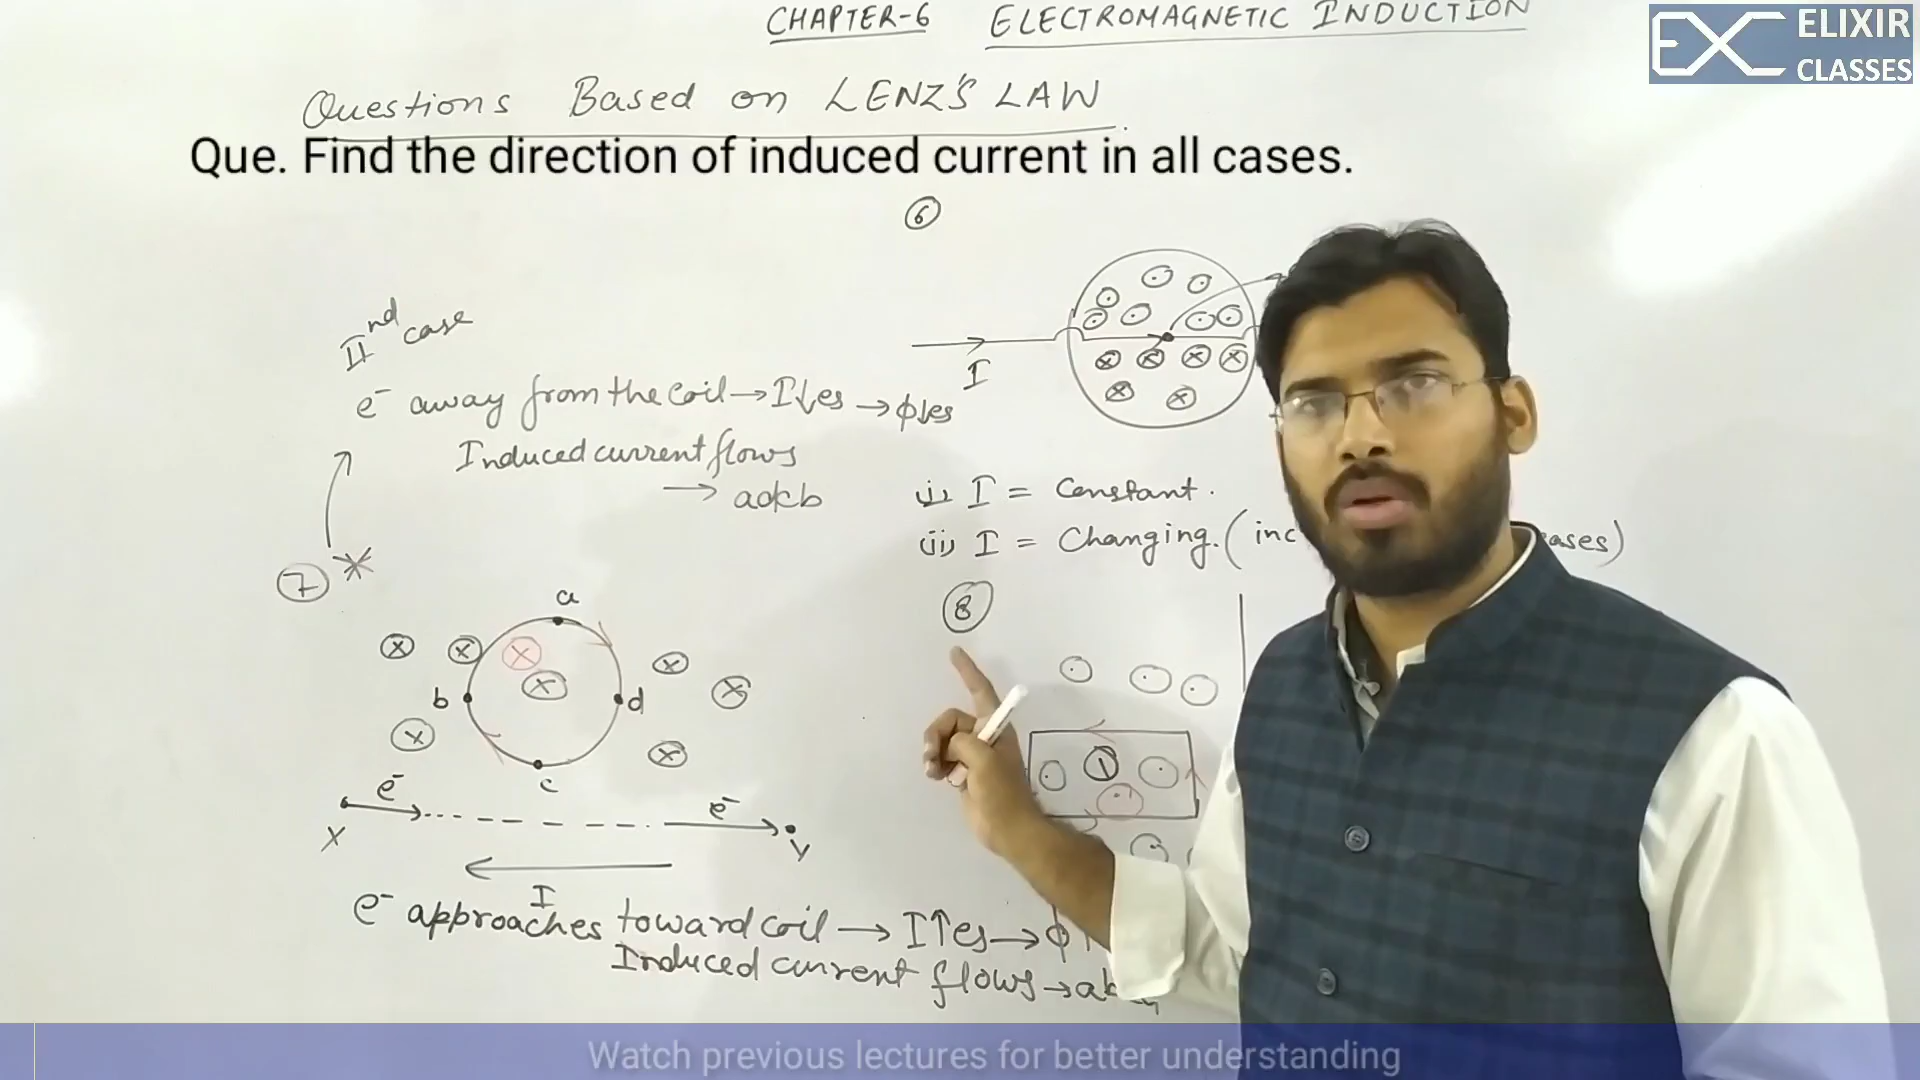 CHAPTER-6 ELECTROMAGNETIC INDUCTION
ELIXIR
CLASSES
Questions Based on LENZ'S LAW
Que. Find the direction of induced current in all cases.
6
IInd case
I
e- away from the coil → I↓es → ϕ↓es
Induced current flows
→ adcb
(i) I = Constant.
(ii) I = Changing. (inc ases)
7
8
a
b
d
c
e-
e-
X
Y
I
e- approaches toward coil → I↑es → ϕ↑
Induced current flows →
Watch previous lectures for better understanding